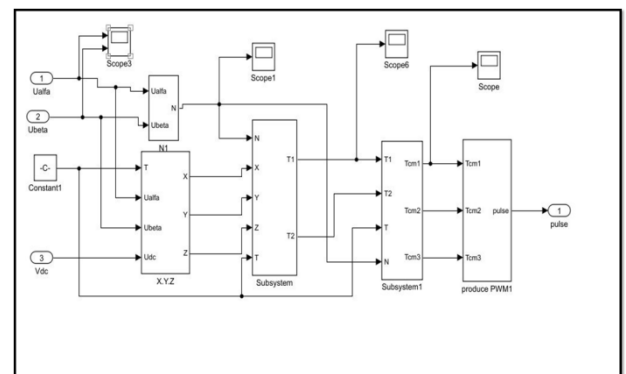 Scope3
Scope1
Scope6
Scope
1
Ualfa
2
Ubeta
-C-
Constant1
3
Vdc
Ualfa
Ubeta
N
N1
T
Ualfa
Ubeta
Udc
X
Y
Z
X.Y.Z
N
X
Y
Z
T
T1
T2
Subsystem
T1
T2
T
N
Tcm1
Tcm2
Tcm3
Subsystem1
Tcm1
Tcm2
Tcm3
pulse
produce PWM1
1
pulse